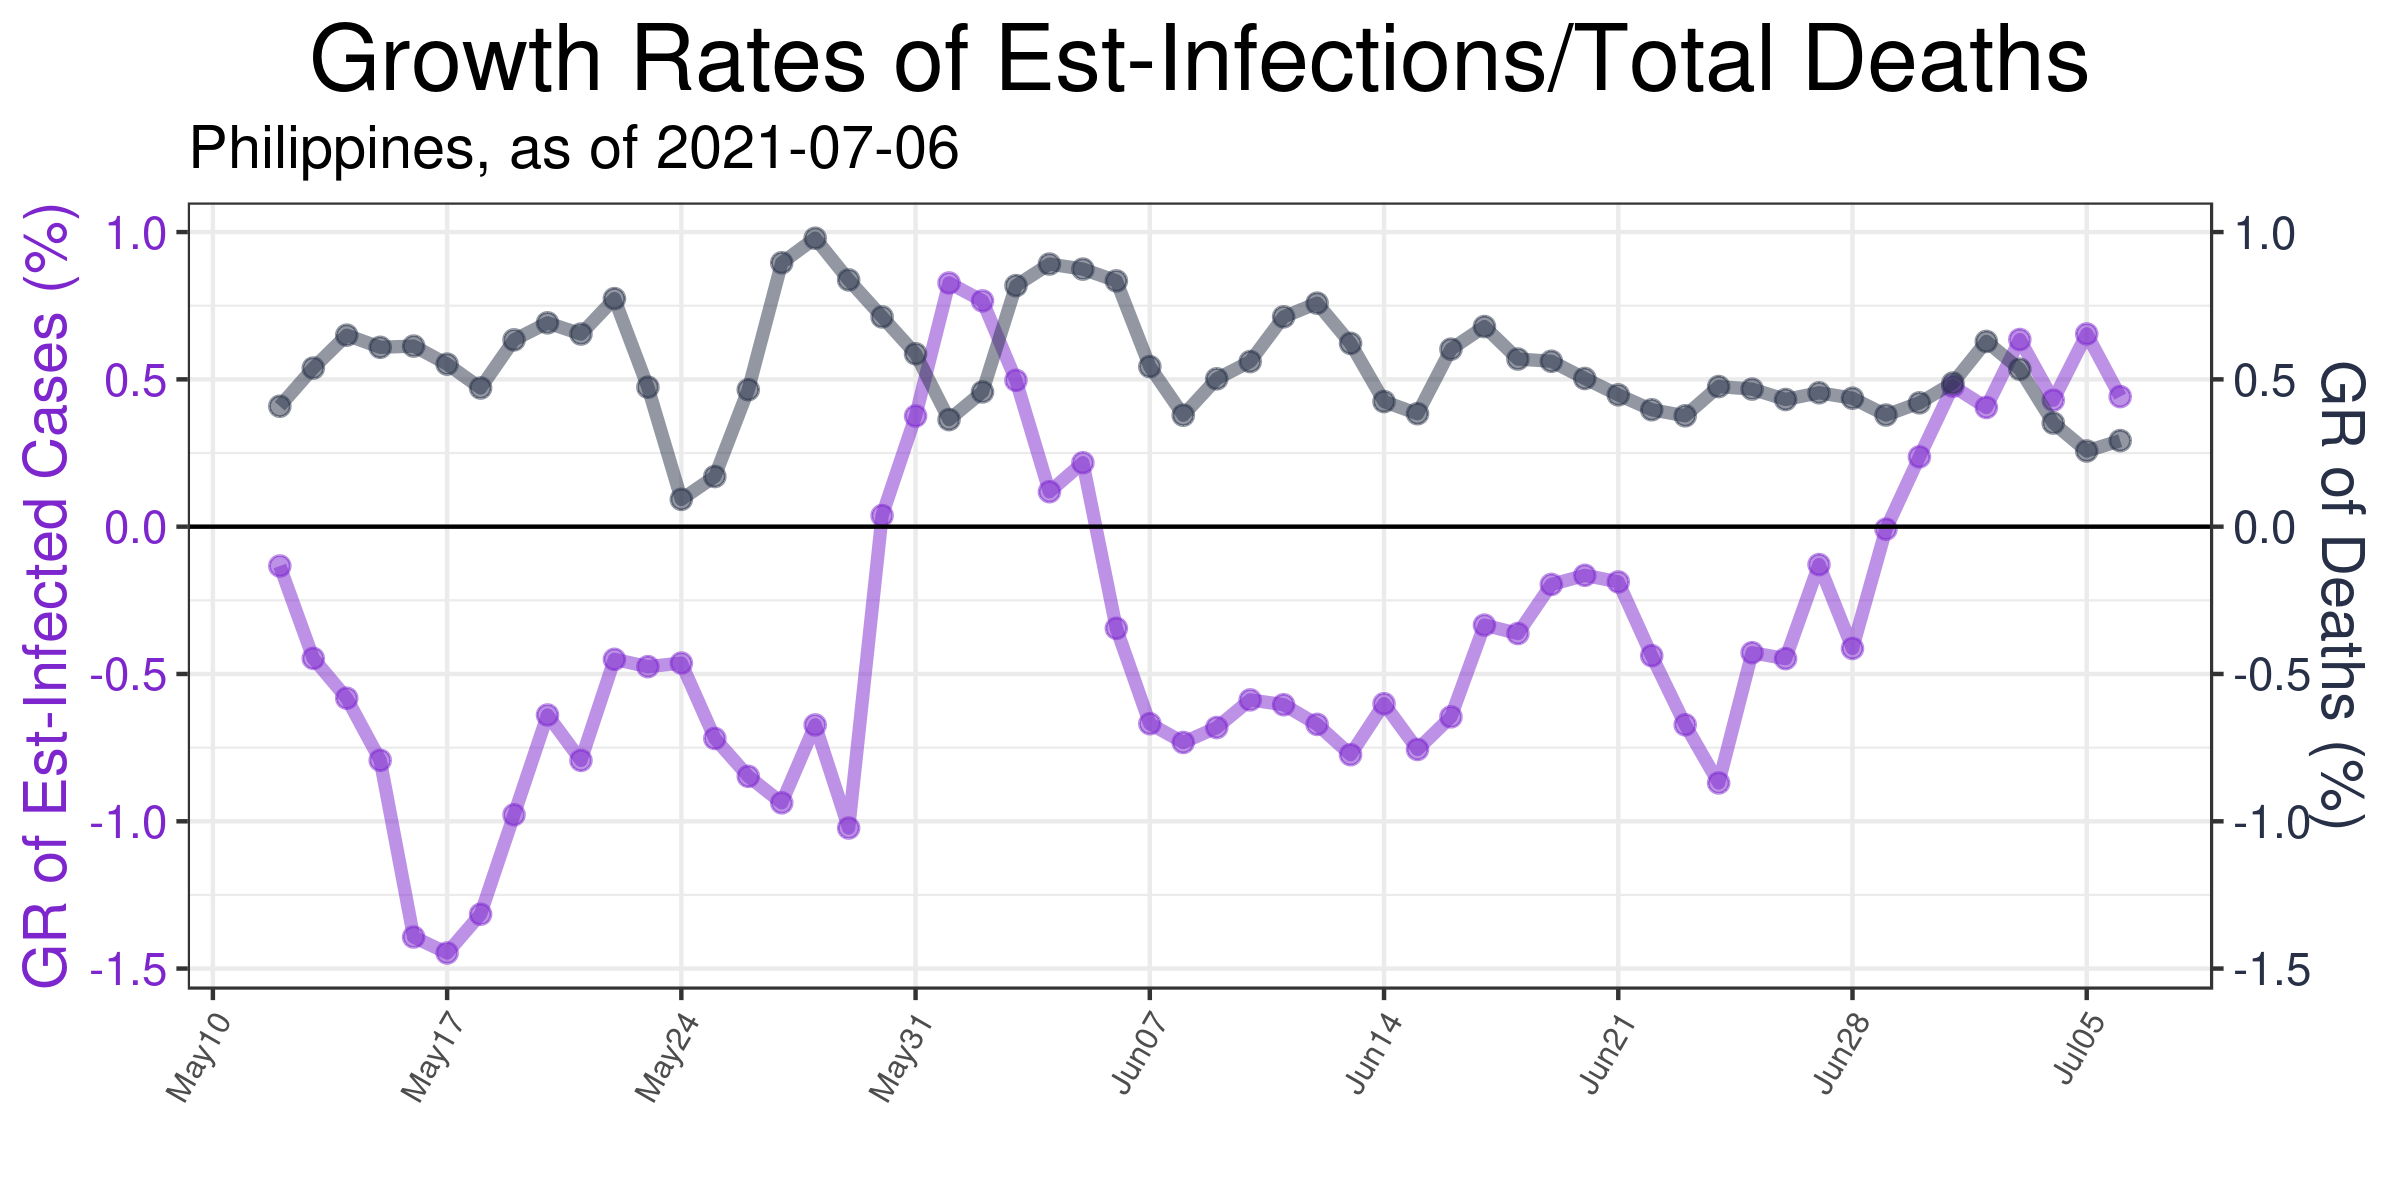 Growth Rates of Est-Infections/Total Deaths
Philippines, as of 2021-07-06
GR of Est-Infected Cases (%)
1.0
0.5
0.0
-0.5
-1.0
-1.5
1.0
0.5
0.0
-0.5
-1.0
-1.5
GR of Deaths (%)
May10
May17
May24
May31
Jun07
Jun14
Jun21
Jun28
Jul05